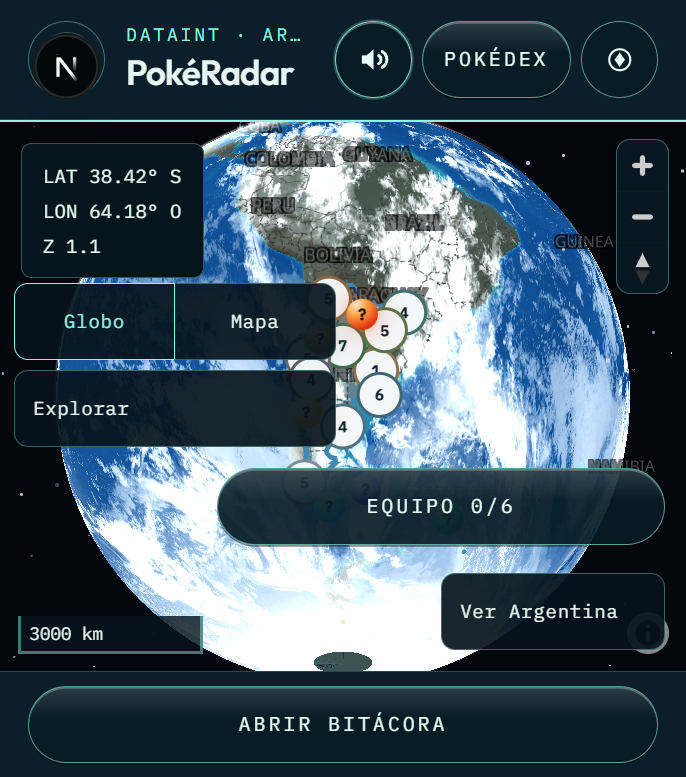 N
DATAINT · AR…
PokéRadar
POKÉDEX
LAT 38.42° S
LON 64.18° O
Z 1.1
COLOMBIA
GUYANA
PERU
BRAZIL
BOLIVIA
GUINEA
5
?
4
5
7
Globo
Mapa
4
1
6
?
4
Explorar
NAMIBIA
5
?
EQUIPO 0/6
Ver Argentina
3000 km
ABRIR BITÁCORA